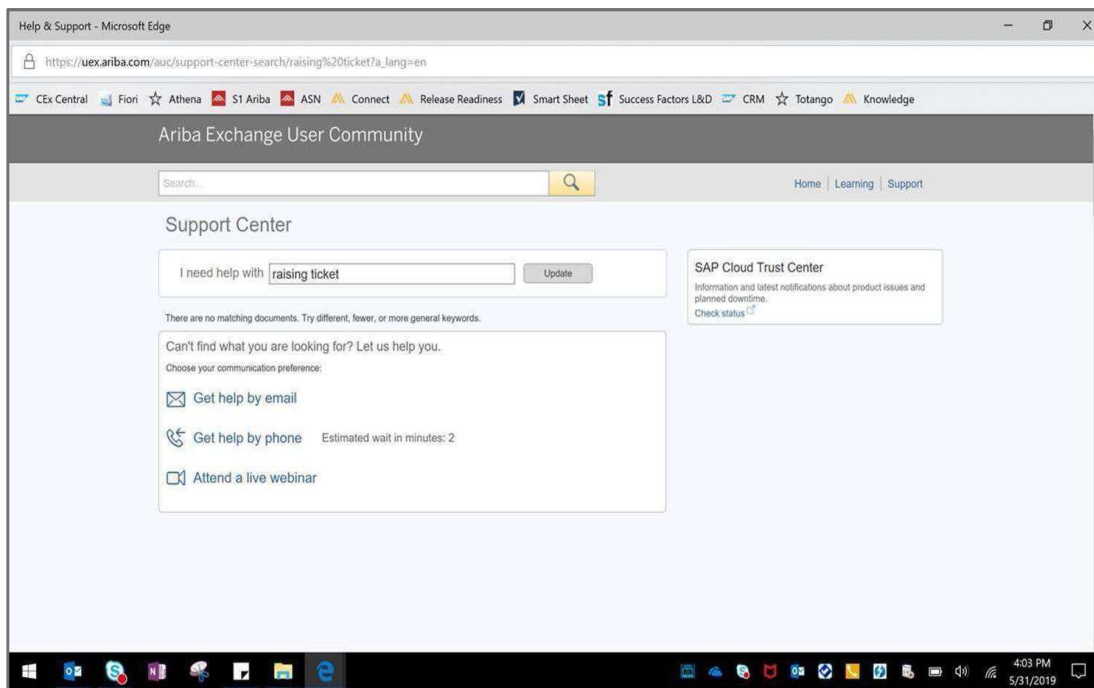 Help & Support - Microsoft Edge
https://uex.ariba.com/auc/support-center-search/raising%20ticket?a_lang=en
CEx Central Fiori Athena S1 Ariba ASN Connect Release Readiness Smart Sheet Sf Success Factors L&D CRM Totango Knowledge
Ariba Exchange User Community
Search...
Home | Learning | Support
Support Center
I need help with raising ticket Update
There are no matching documents. Try different, fewer, or more general keywords.
Can't find what you are looking for? Let us help you.
Choose your communication preference:
Get help by email
Get help by phone Estimated wait in minutes: 2
Attend a live webinar
SAP Cloud Trust Center
Information and latest notifications about product issues and
planned downtime.
Check status
4:03 PM
5/31/2019